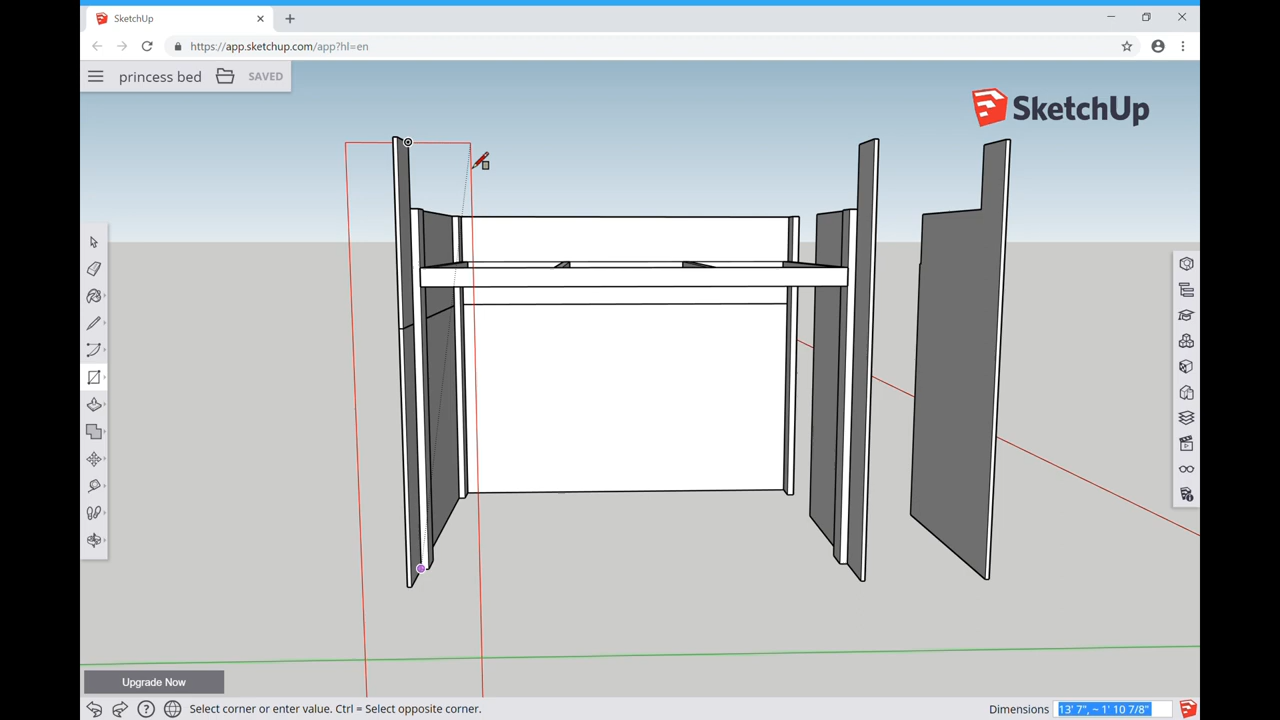 SketchUp
https://app.sketchup.com/app?hl=en
princess bed SAVED
SketchUp
Upgrade Now
Select corner or enter value. Ctrl = Select opposite corner.
Dimensions 13' 7", ~ 1' 10 7/8"